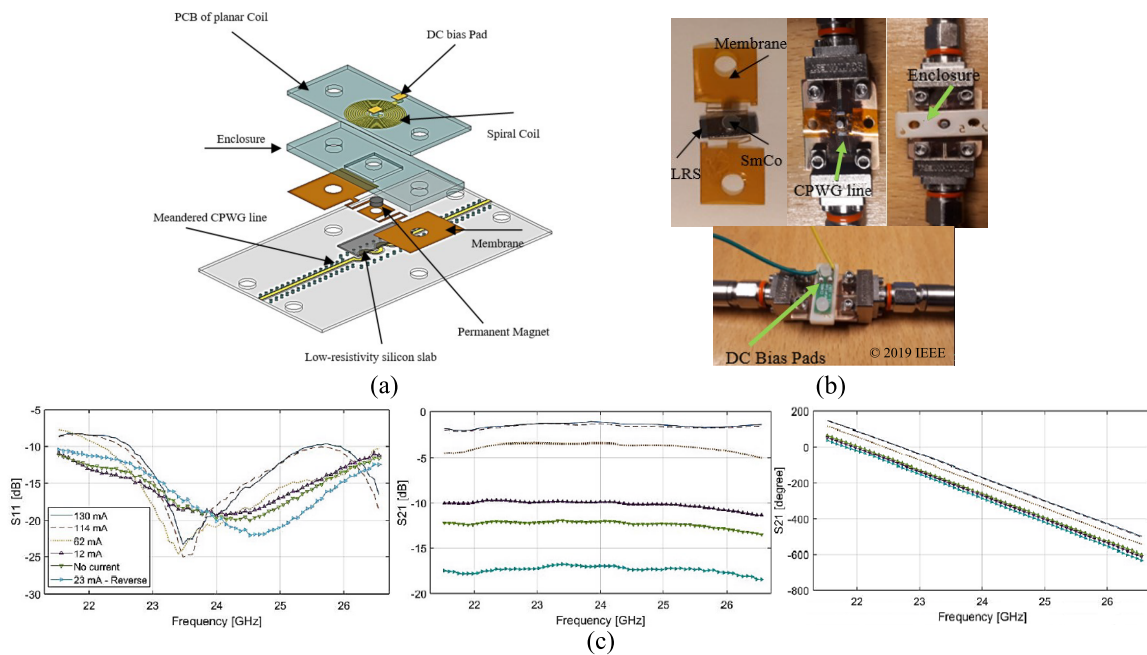 PCB of planar Coil
DC bias Pad
Spiral Coil
Enclosure
Meandered CPWG line
Membrane
Permanent Magnet
Low-resistivity silicon slab
(a)
Membrane
LRS
SmCo
CPWG line
Enclosure
DC Bias Pads
© 2019 IEEE
(b)
-5
-10
-15
-20
-25
-30
S11 [dB]
130 mA
114 mA
62 mA
12 mA
No current
23 mA - Reverse
22 23 24 25 26
Frequency [GHz]
0
-5
-10
-15
-20
S21 [dB]
22 23 24 25 26
Frequency [GHz]
200
0
-200
-400
-600
-800
S21 [degree]
22 23 24 25 26
Frequency [GHz]
(c)